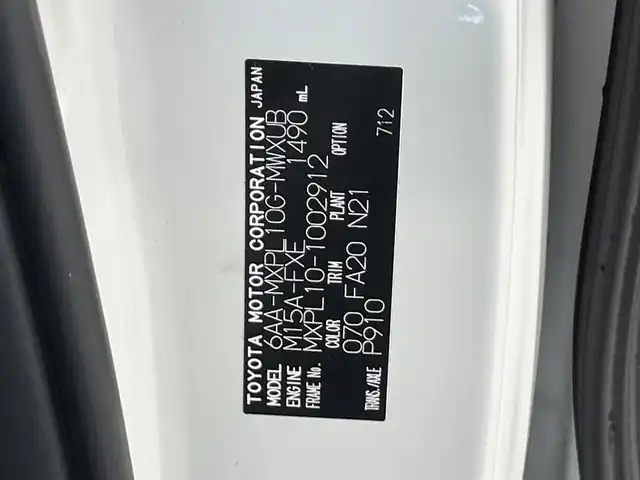 TOYOTA MOTOR CORPORATION JAPAN
MODEL 6AA-MXPL10G-MWXUB
ENGINE M15A-FXE 1490 mL
FRAME No. MXPL10-1002912
COLOR TRIM PLANT OPTION
070 FA20 N21
TRANS./AXLE P910 712